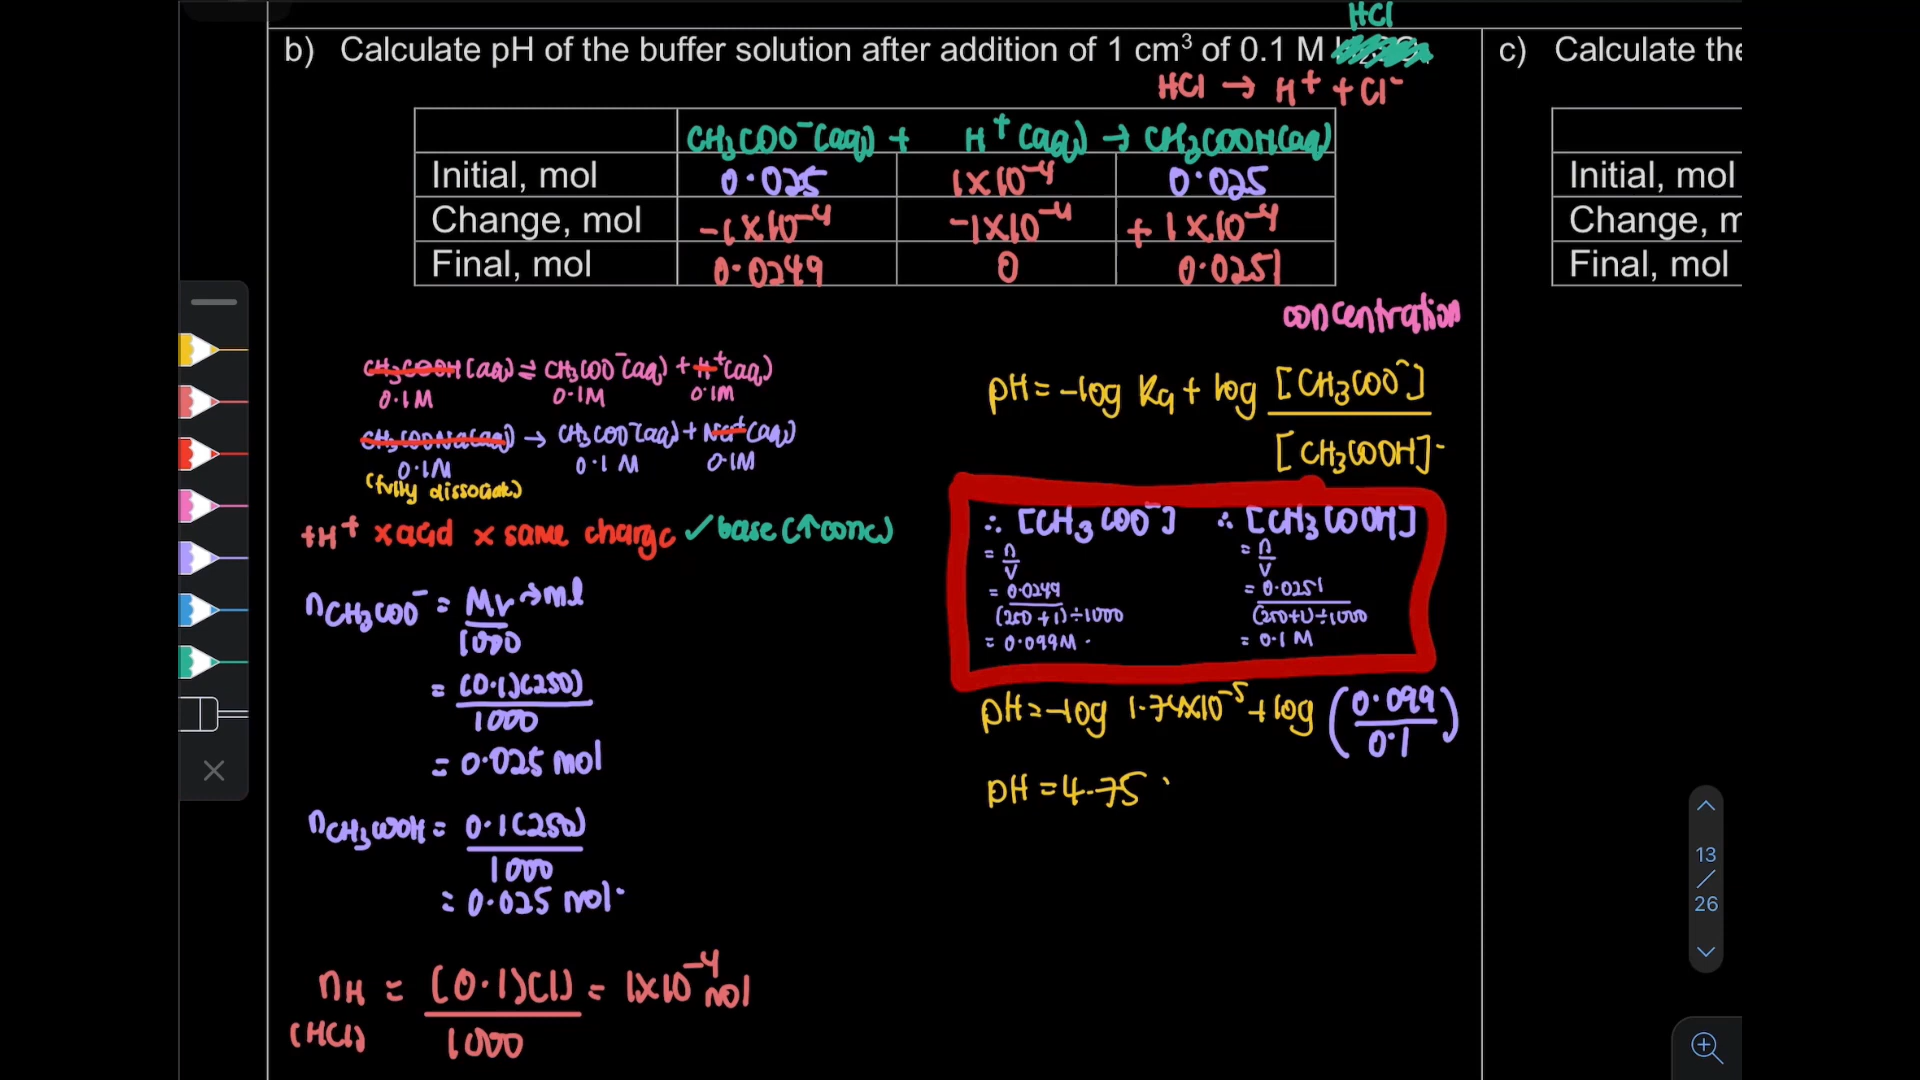 HCl
b) Calculate pH of the buffer solution after addition of 1 cm³ of 0.1 M
HCl → H⁺ + Cl⁻
CH₃COO⁻(aq) + H⁺(aq) → CH₃COOH(aq)
Initial, mol 0.025 1×10⁻⁴ 0.025
Change, mol -1×10⁻⁴ -1×10⁻⁴ + 1×10⁻⁴
Final, mol 0.0249 0 0.0251
concentration
CH₃COOH(aq) ⇌ CH₃COO⁻(aq) + H⁺(aq)
0.1M 0.1M 0.1M
CH₃COONa(aq) → CH₃COO⁻(aq) + Na⁺(aq)
0.1M 0.1M 0.1M
(fully dissociate)
+H⁺ ×acid × same charge ✓base(↑conc)
nCH₃COO⁻ = Mv→ml
1000
= (0.1)(250)
1000
= 0.025 mol
nCH₃COOH = 0.1(250)
1000
= 0.025 mol.
nH = (0.1)(1) = 1×10⁻⁴ mol
(HCl) 1000
pH = -log Ka + log [CH₃COO⁻]
[CH₃COOH].
∴ [CH₃COO⁻] ∴ [CH₃COOH]
= n = n
v v
= 0.0249 = 0.0251
(250+1)÷1000 (250+1)÷1000
= 0.099M . = 0.1 M
pH = -log 1.74×10⁻⁵ + log (0.099
0.1)
pH = 4.75 .
c) Calculate the
Initial, mol
Change, m
Final, mol
13
/
26